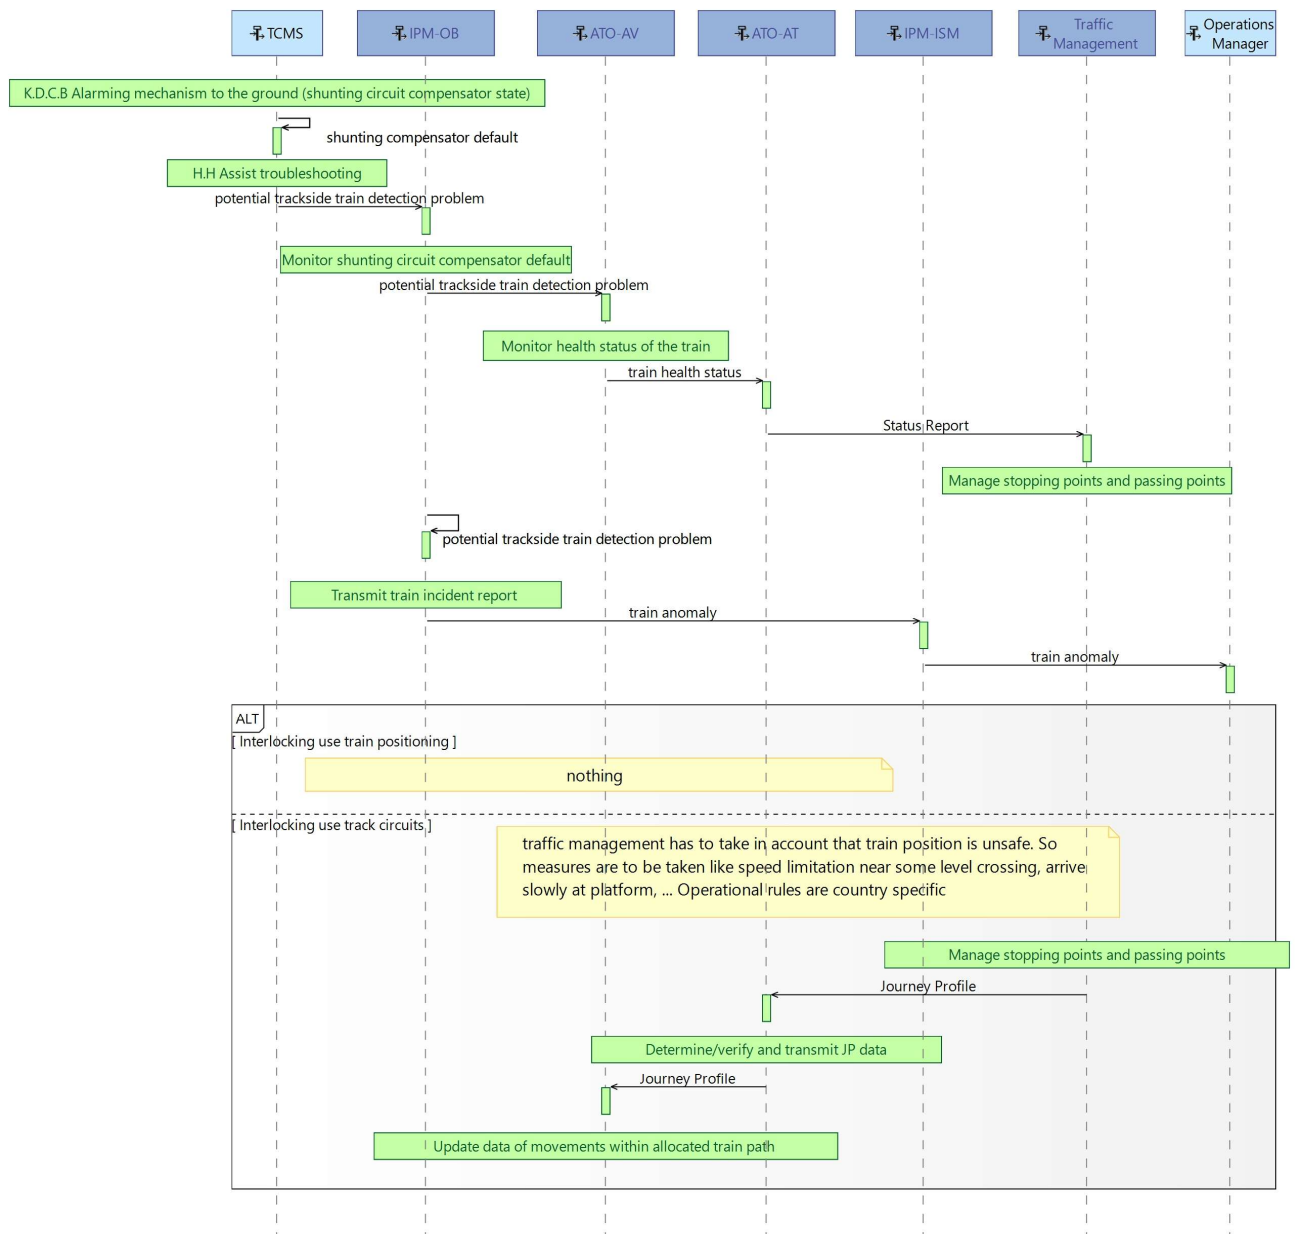 TCMS
IPM-OB
ATO-AV
ATO-AT
IPM-ISM
Traffic
Management
Operations
Manager
K.D.C.B Alarming mechanism to the ground (shunting circuit compensator state)
shunting compensator default
H.H Assist troubleshooting
potential trackside train detection problem
Monitor shunting circuit compensator default
potential trackside train detection problem
Monitor health status of the train
train health status
Status Report
Manage stopping points and passing points
potential trackside train detection problem
Transmit train incident report
train anomaly
train anomaly
ALT
[ Interlocking use train positioning ]
nothing
[ Interlocking use track circuits ]
traffic management has to take in account that train position is unsafe. So
measures are to be taken like speed limitation near some level crossing, arrive
slowly at platform, ... Operational rules are country specific
Manage stopping points and passing points
Journey Profile
Determine/verify and transmit JP data
Journey Profile
Update data of movements within allocated train path